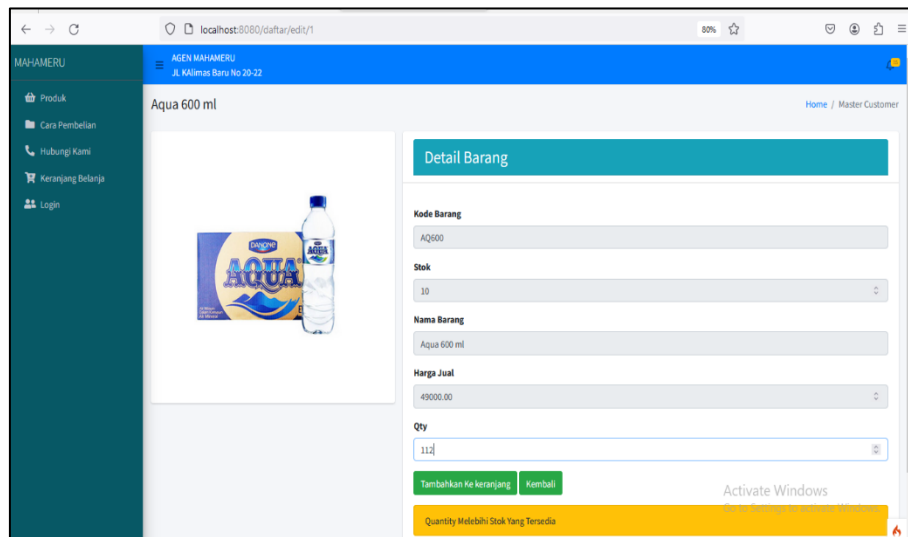 localhost:8080/daftar/edit/1
80%
MAHAMERU
AGEN MAHAMERU
JL KAlimas Baru No 20-22
Produk
Cara Pembelian
Hubungi Kami
Keranjang Belanja
Login
Aqua 600 ml
Home / Master Customer
DANONE
AQUA
AQUA
Detail Barang
Kode Barang
AQ600
Stok
10
Nama Barang
Aqua 600 ml
Harga Jual
49000.00
Qty
112
Tambahkan Ke keranjang
Kembali
Activate Windows
Go to Settings to activate Windows.
Quantity Melebihi Stok Yang Tersedia